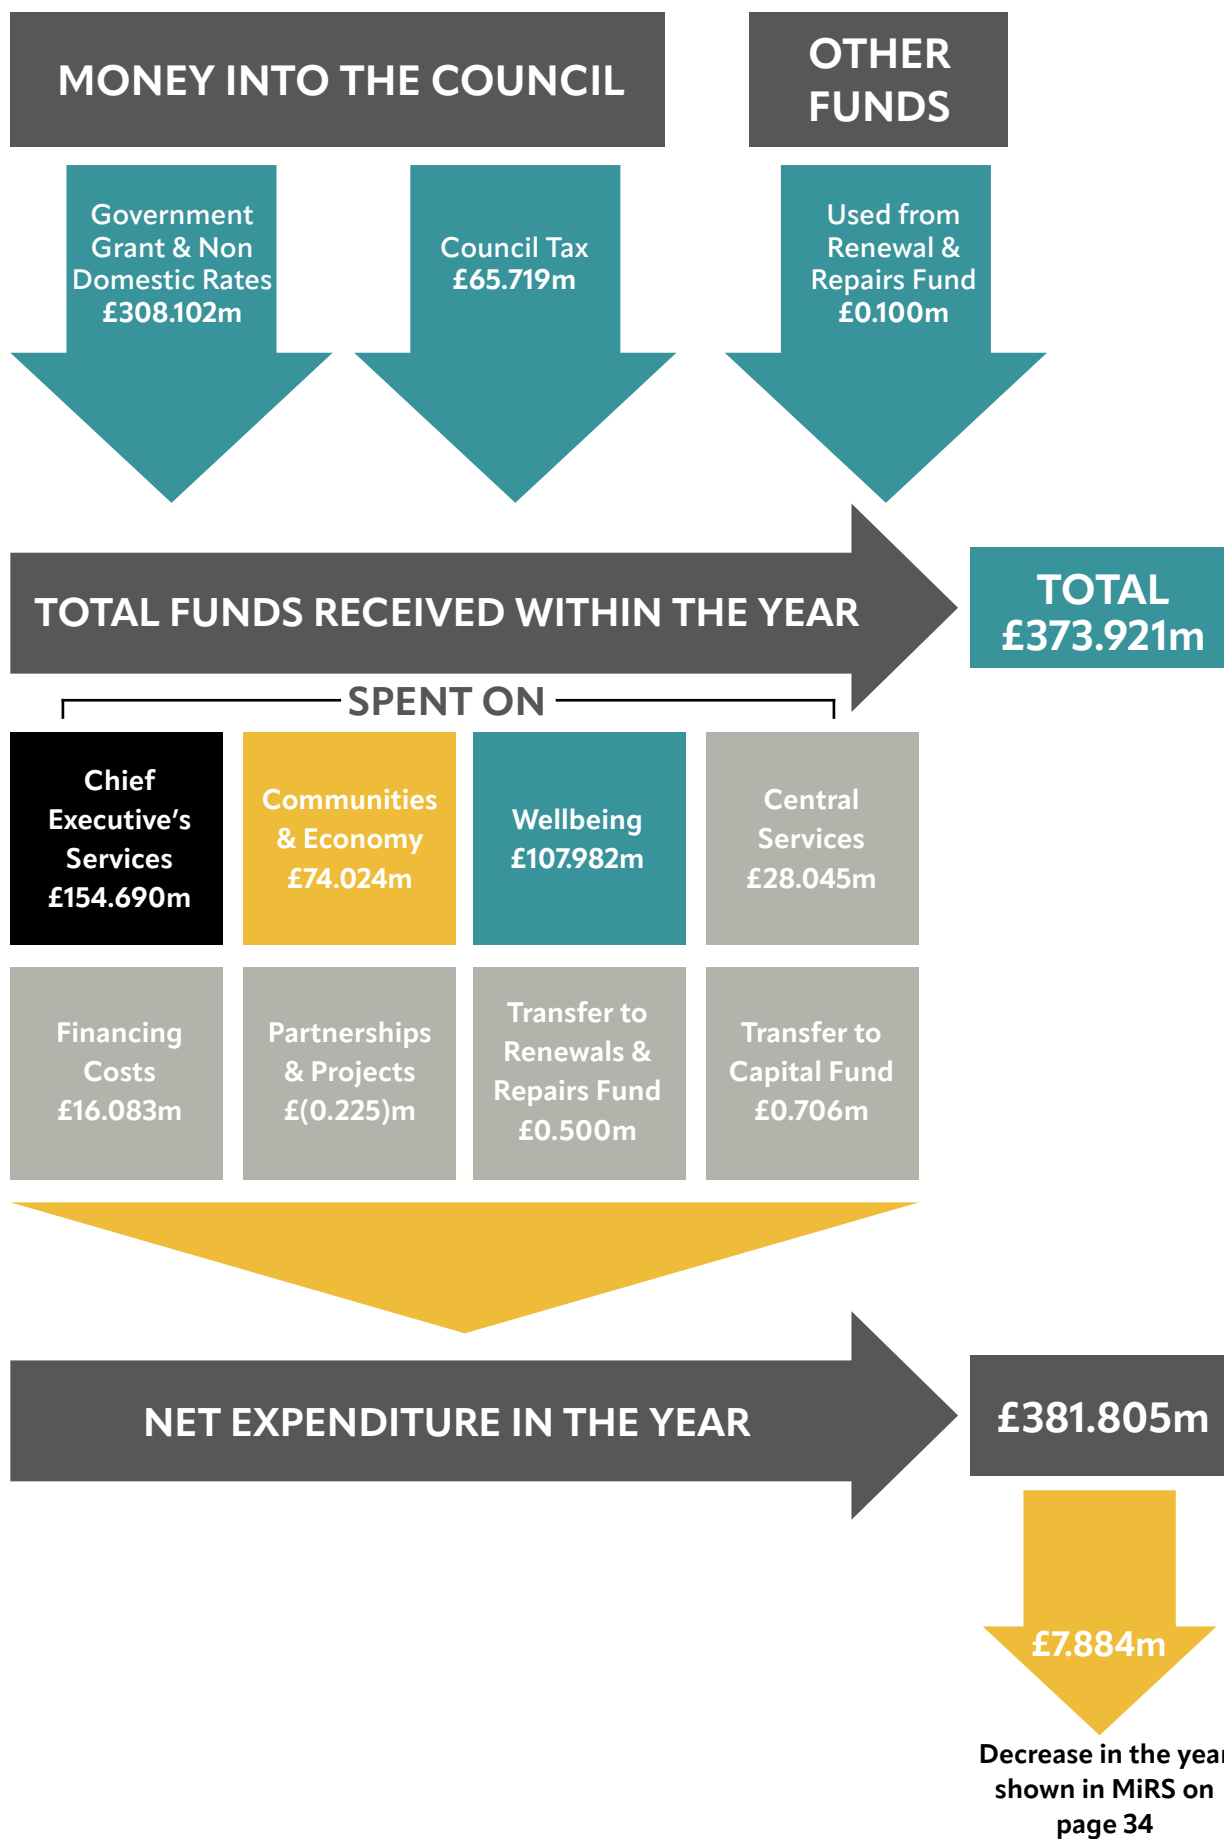 MONEY INTO THE COUNCIL
OTHER
FUNDS
Government
Grant & Non
Domestic Rates
£308.102m
Council Tax
£65.719m
Used from
Renewal &
Repairs Fund
£0.100m
TOTAL FUNDS RECEIVED WITHIN THE YEAR
TOTAL
£373.921m
SPENT ON
Chief
Executive's
Services
£154.690m
Communities
& Economy
£74.024m
Wellbeing
£107.982m
Central
Services
£28.045m
Financing
Costs
£16.083m
Partnerships
& Projects
£(0.225)m
Transfer to
Renewals &
Repairs Fund
£0.500m
Transfer to
Capital Fund
£0.706m
NET EXPENDITURE IN THE YEAR
£381.805m
£7.884m
Decrease in the year
shown in MiRS on
page 34